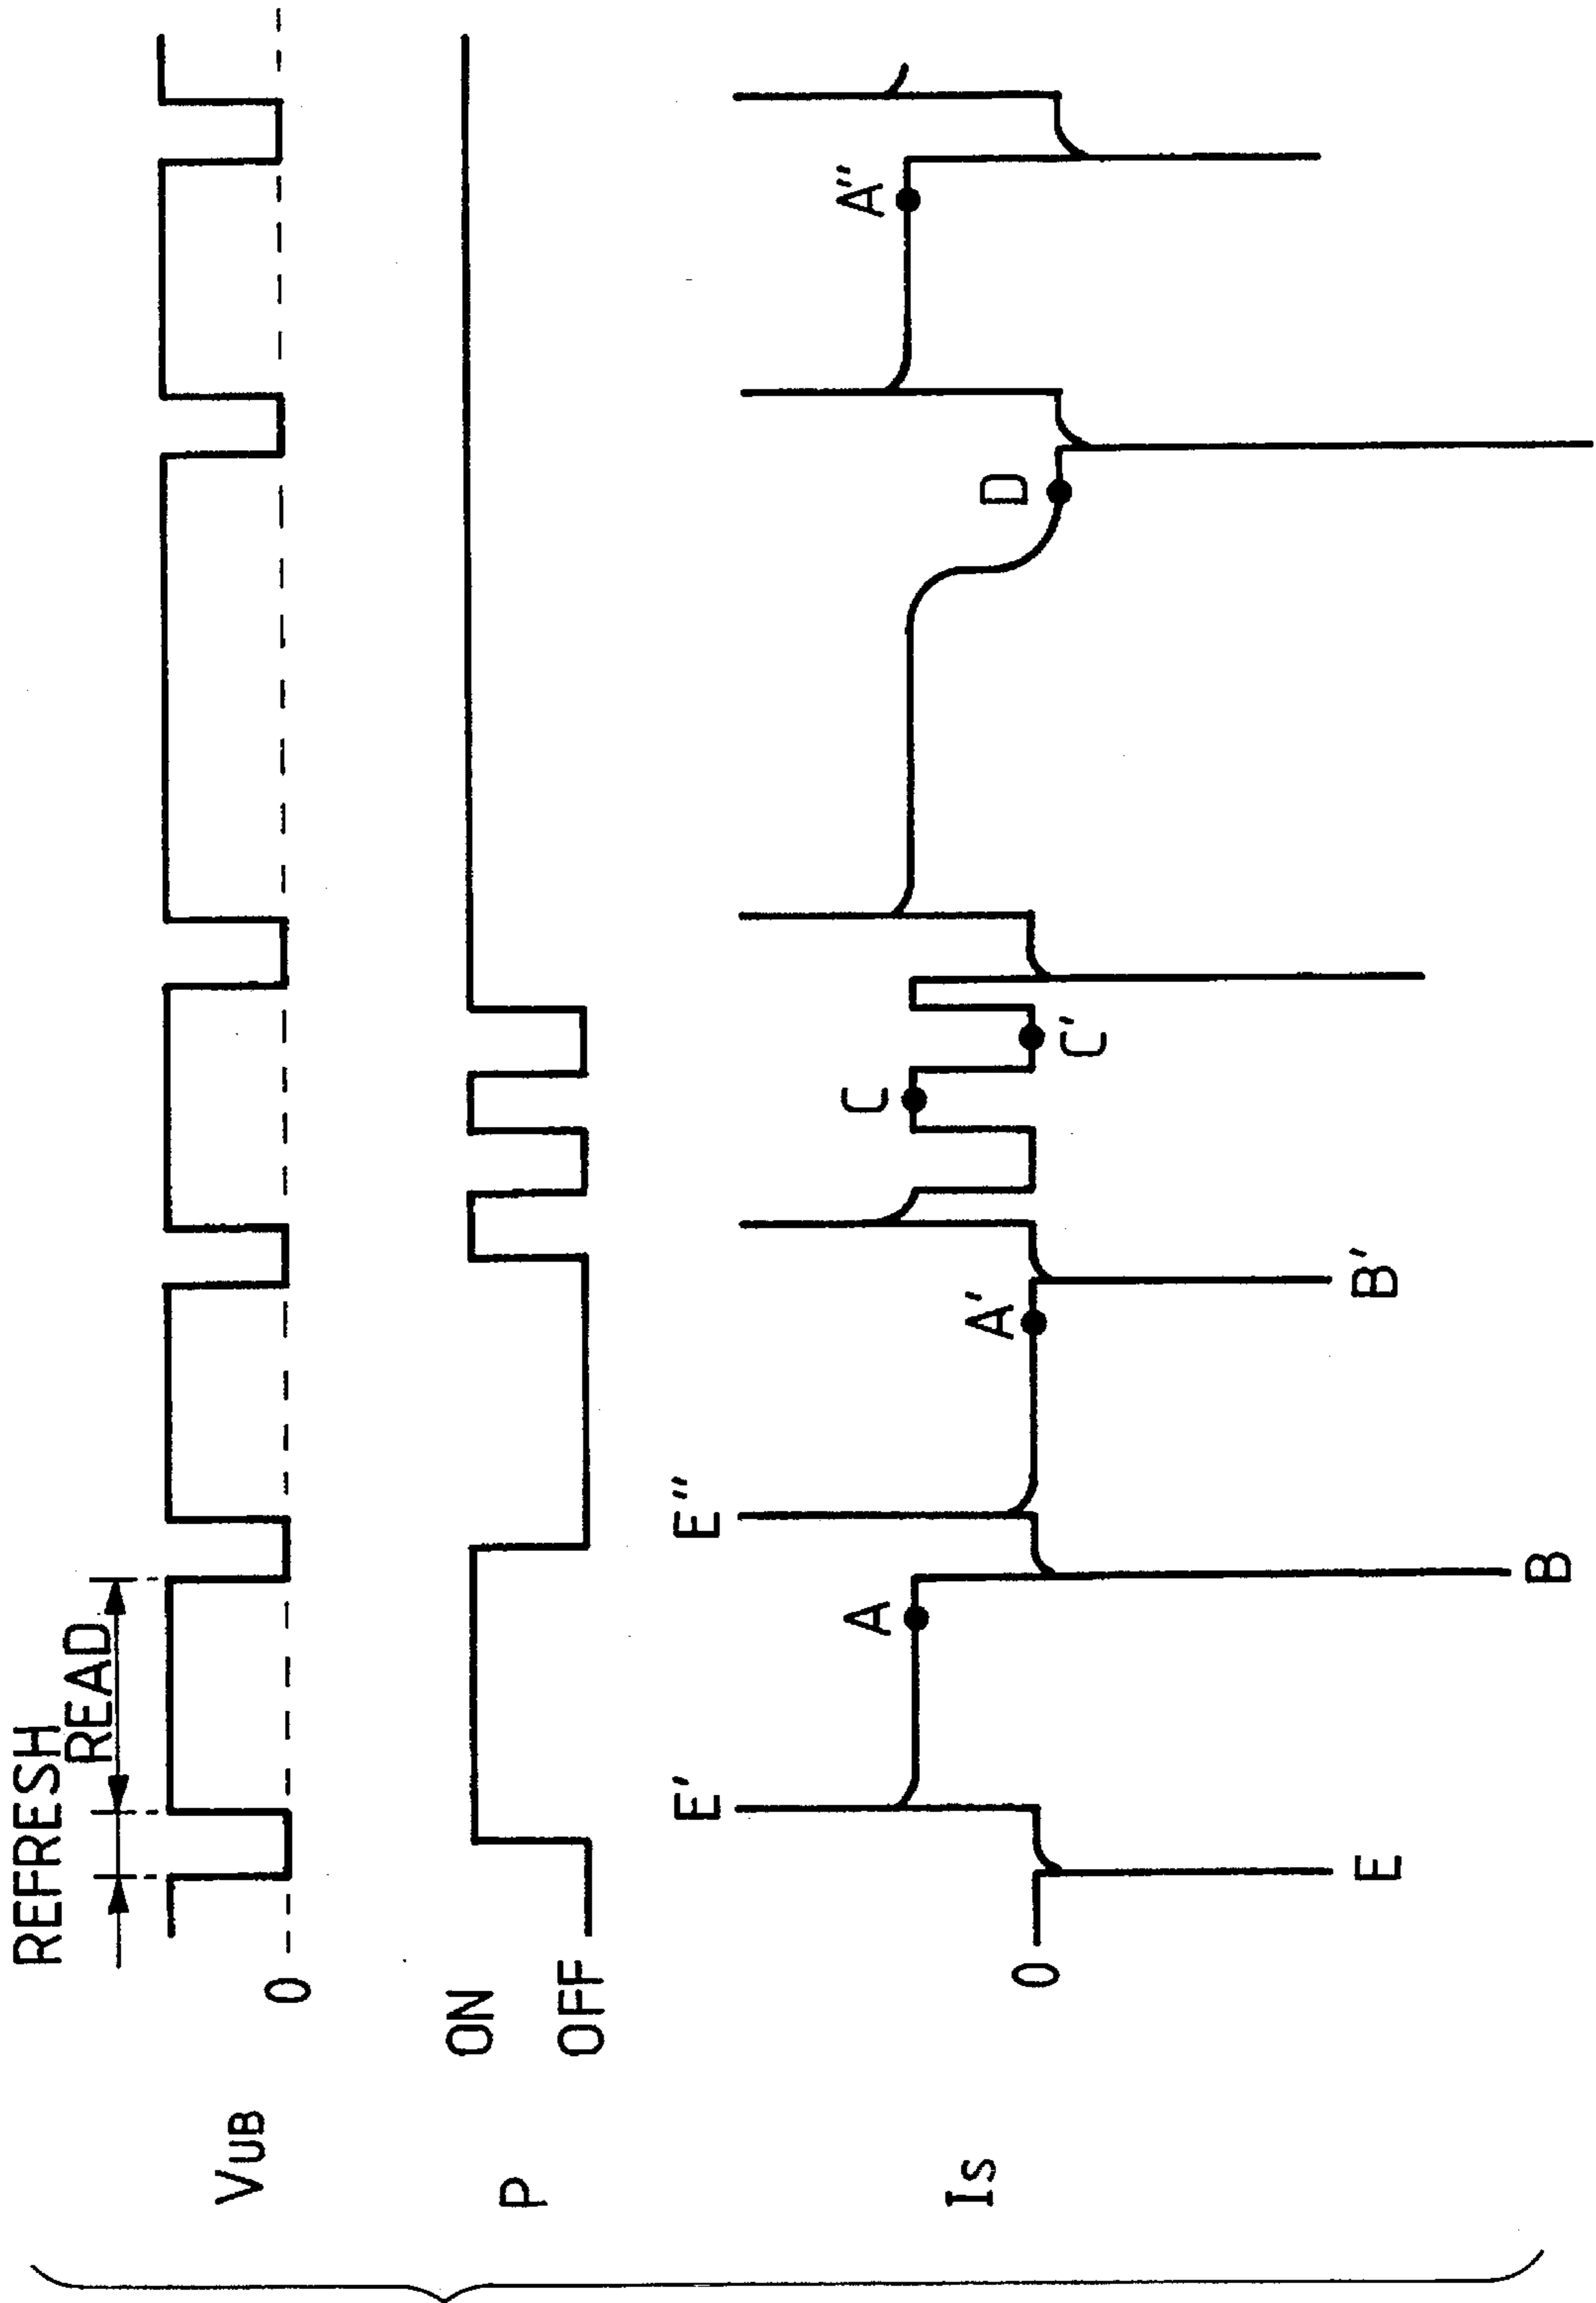 REFRESH
READ
VUB
0
P
ON
OFF
E'
E"
A
A'
C
C'
D
A"
Is
0
E
B
B'